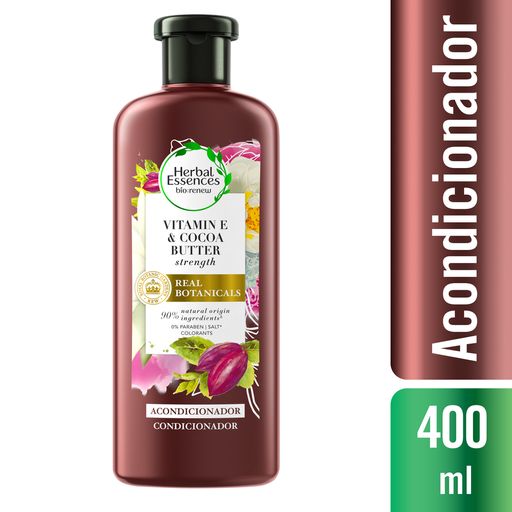 Herbal
Essences
bio:renew
VITAMIN E
& COCOA
BUTTER
strength
REAL
BOTANICALS
KEW
90% natural origin
ingredients
0% PARABEN | SALT*
COLORANTS
ACONDICIONADOR
CONDICIONADOR
Acondicionador
400
ml